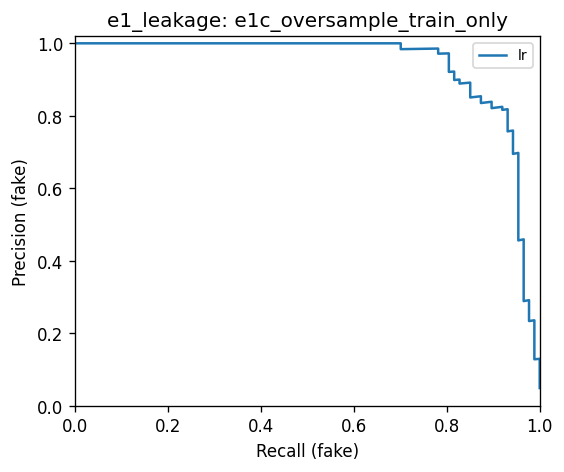 e1_leakage: e1c_oversample_train_only
1.0
0.8
0.6
0.4
0.2
0.0
Precision (fake)
lr
0.0 0.2 0.4 0.6 0.8 1.0
Recall (fake)